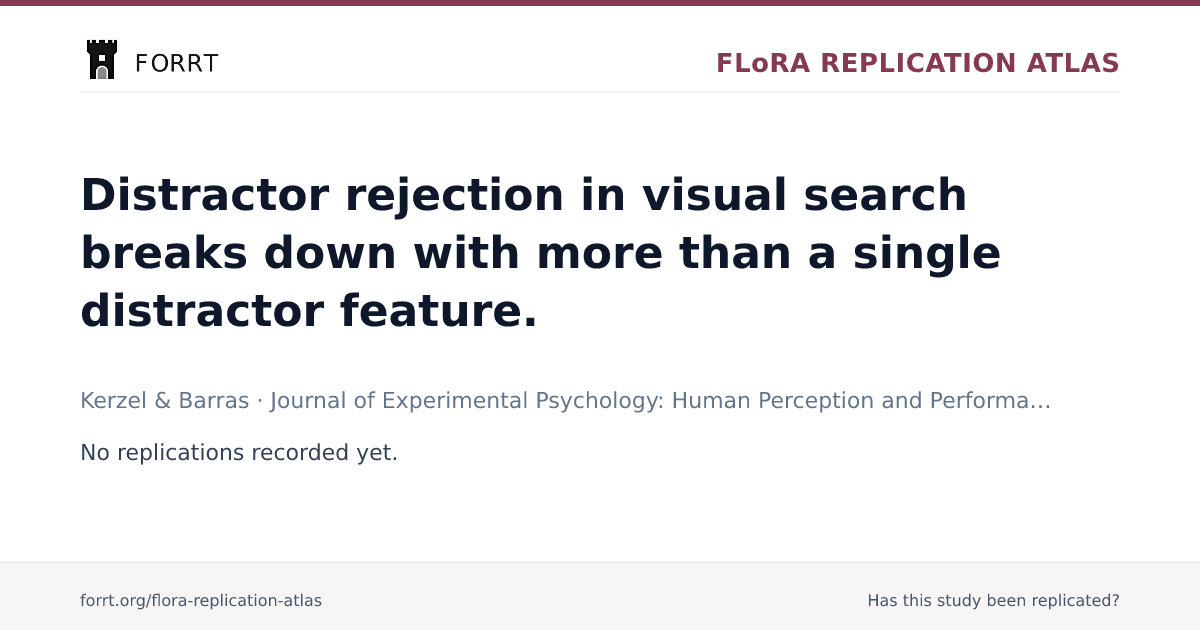 FORRT
FLoRA REPLICATION ATLAS
Distractor rejection in visual search
breaks down with more than a single
distractor feature.
Kerzel & Barras · Journal of Experimental Psychology: Human Perception and Performa…
No replications recorded yet.
forrt.org/flora-replication-atlas
Has this study been replicated?